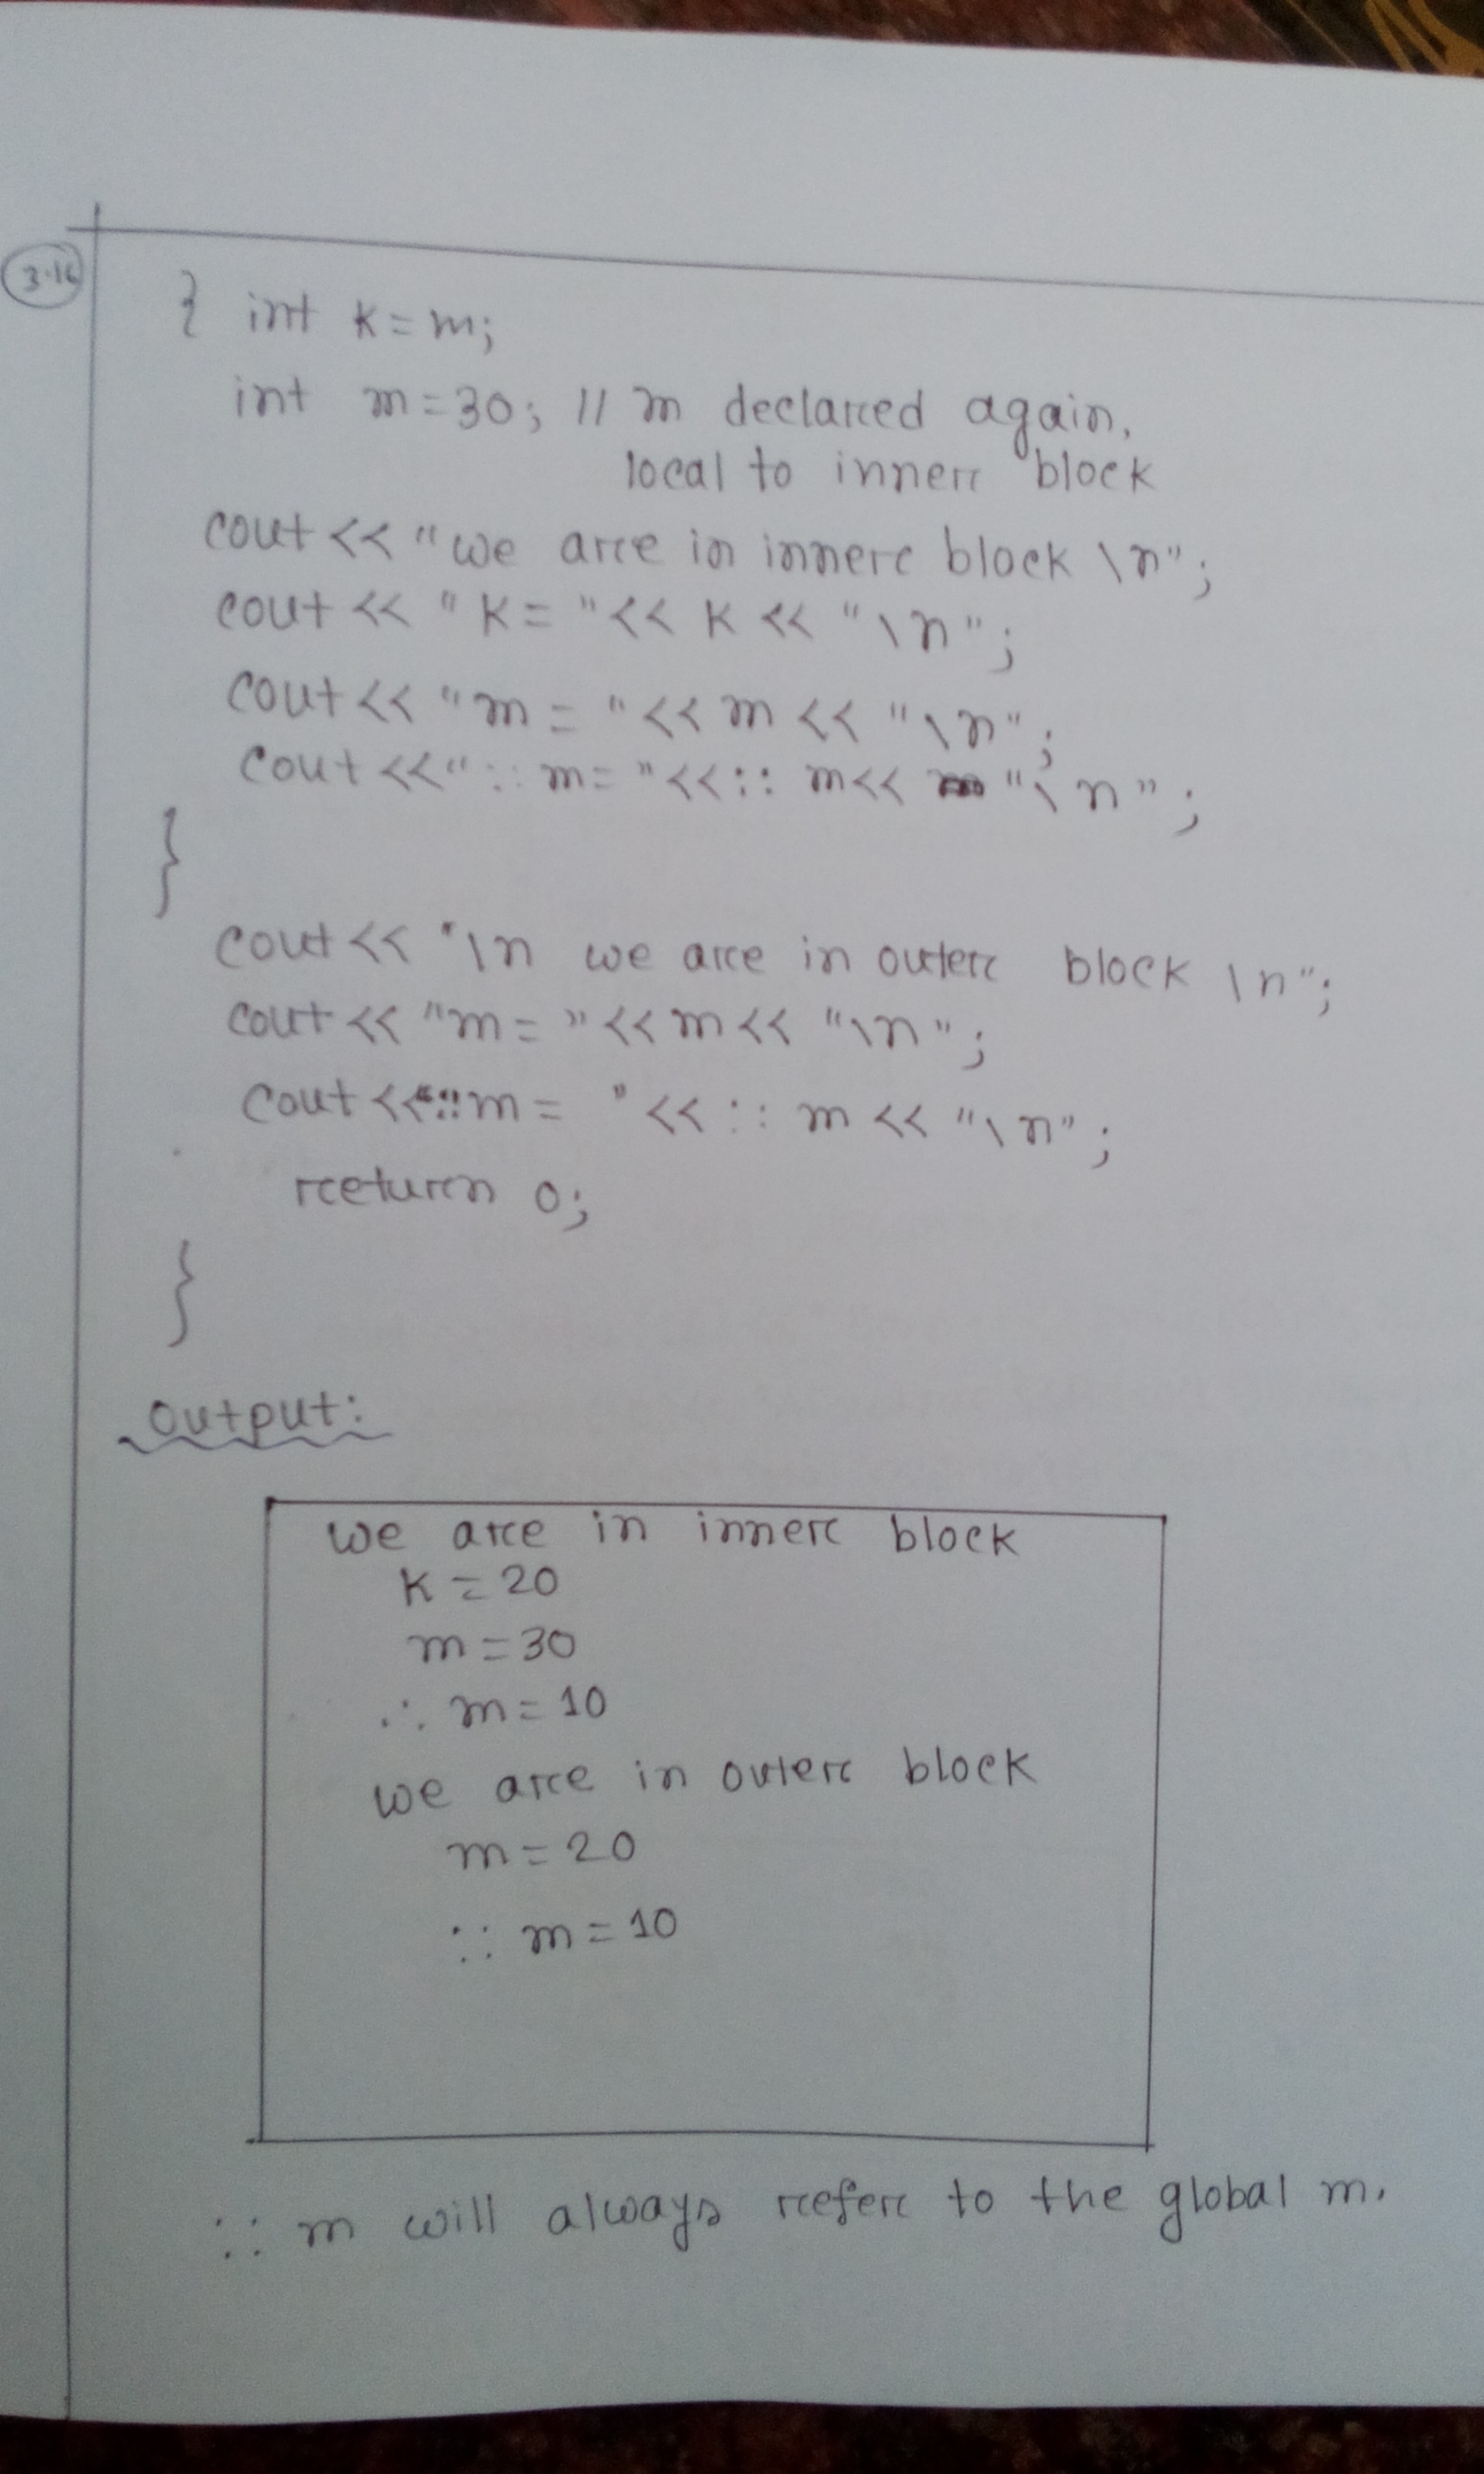 3.16
{ int k = m;
int m = 30; // m declared again,
local to inner block
cout << "we are in inner block \n";
cout << "k = " << k << "\n";
cout << "m = " << m << "\n";
cout << ":: m = " << :: m << "\n";
}
cout << "\n we are in outer block \n";
cout << "m = " << m << "\n";
cout << "::m = " << :: m << "\n";
return 0;
}
Output:
we are in inner block
k = 20
m = 30
∴ m = 10
we are in outer block
m = 20
:: m = 10
:: m will always refer to the global m.